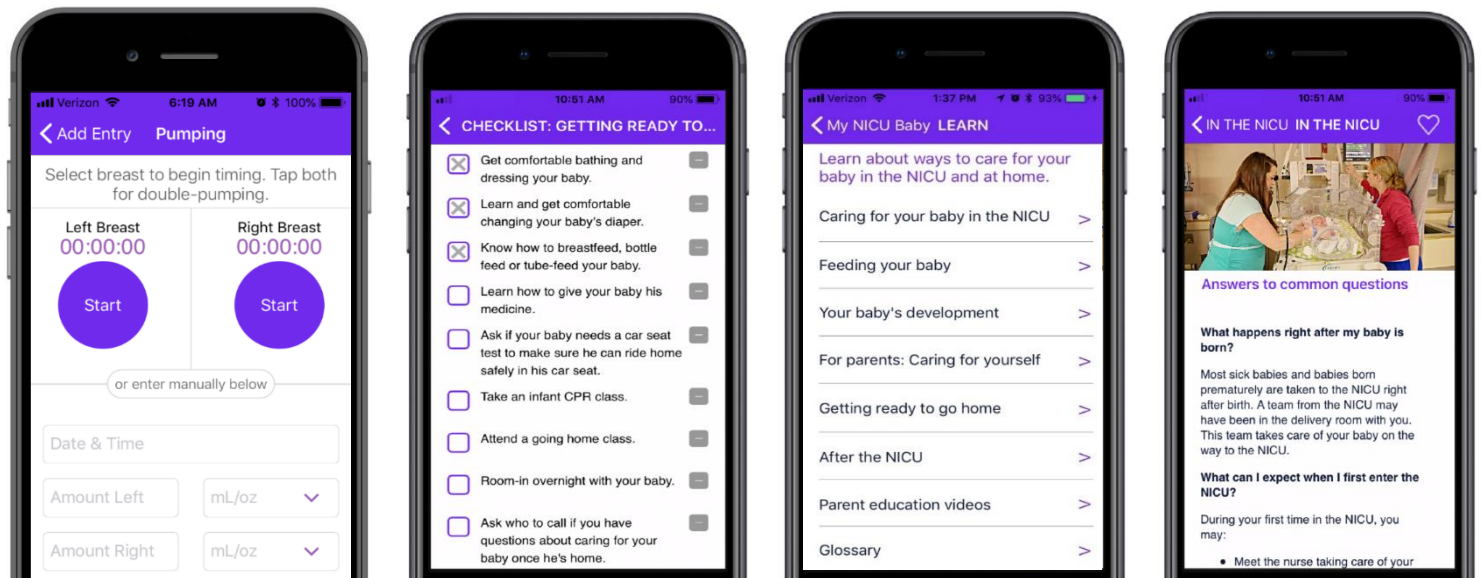 Verizon 6:19 AM 100%
Add Entry Pumping
Select breast to begin timing. Tap both
for double-pumping.
Left Breast Right Breast
00:00:00 00:00:00
Start Start
or enter manually below
Date & Time
Amount Left mL/oz
Amount Right mL/oz
10:51 AM 90%
CHECKLIST: GETTING READY TO...
Get comfortable bathing and
dressing your baby.
Learn and get comfortable
changing your baby's diaper.
Know how to breastfeed, bottle
feed or tube-feed your baby.
Learn how to give your baby his
medicine.
Ask if your baby needs a car seat
test to make sure he can ride home
safely in his car seat.
Take an infant CPR class.
Attend a going home class.
Room-in overnight with your baby.
Ask who to call if you have
questions about caring for your
baby once he's home.
Verizon 1:37 PM 93%
My NICU Baby LEARN
Learn about ways to care for your
baby in the NICU and at home.
Caring for your baby in the NICU >
Feeding your baby >
Your baby's development >
For parents: Caring for yourself >
Getting ready to go home >
After the NICU >
Parent education videos >
Glossary >
10:51 AM 90%
IN THE NICU IN THE NICU
Answers to common questions
What happens right after my baby is
born?
Most sick babies and babies born
prematurely are taken to the NICU right
after birth. A team from the NICU may
have been in the delivery room with you.
This team takes care of your baby on the
way to the NICU.
What can I expect when I first enter the
NICU?
During your first time in the NICU, you
may:
• Meet the nurse taking care of your